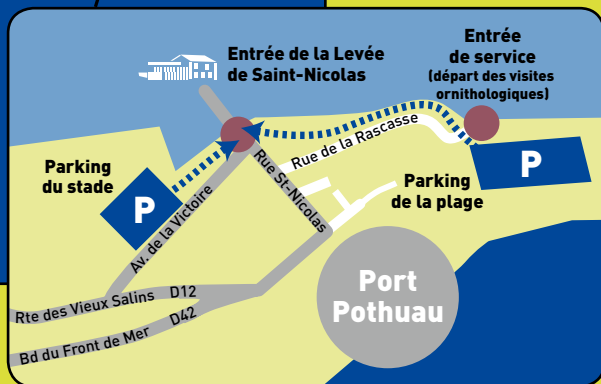 Entrée de la Levée
de Saint-Nicolas
Entrée
de service
(départ des visites
ornithologiques)
Rue de la Rascasse
Parking
du stade
P
Rue St-Nicolas
P
Parking
de la plage
Av. de la Victoire
Port
Pothuau
Rte des Vieux Salins D12
Bd du Front de Mer D42